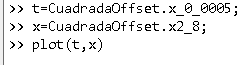 >> t=CuadradaOffset.x_0_0005;
>> x=CuadradaOffset.x2_8;
>> plot(t,x)